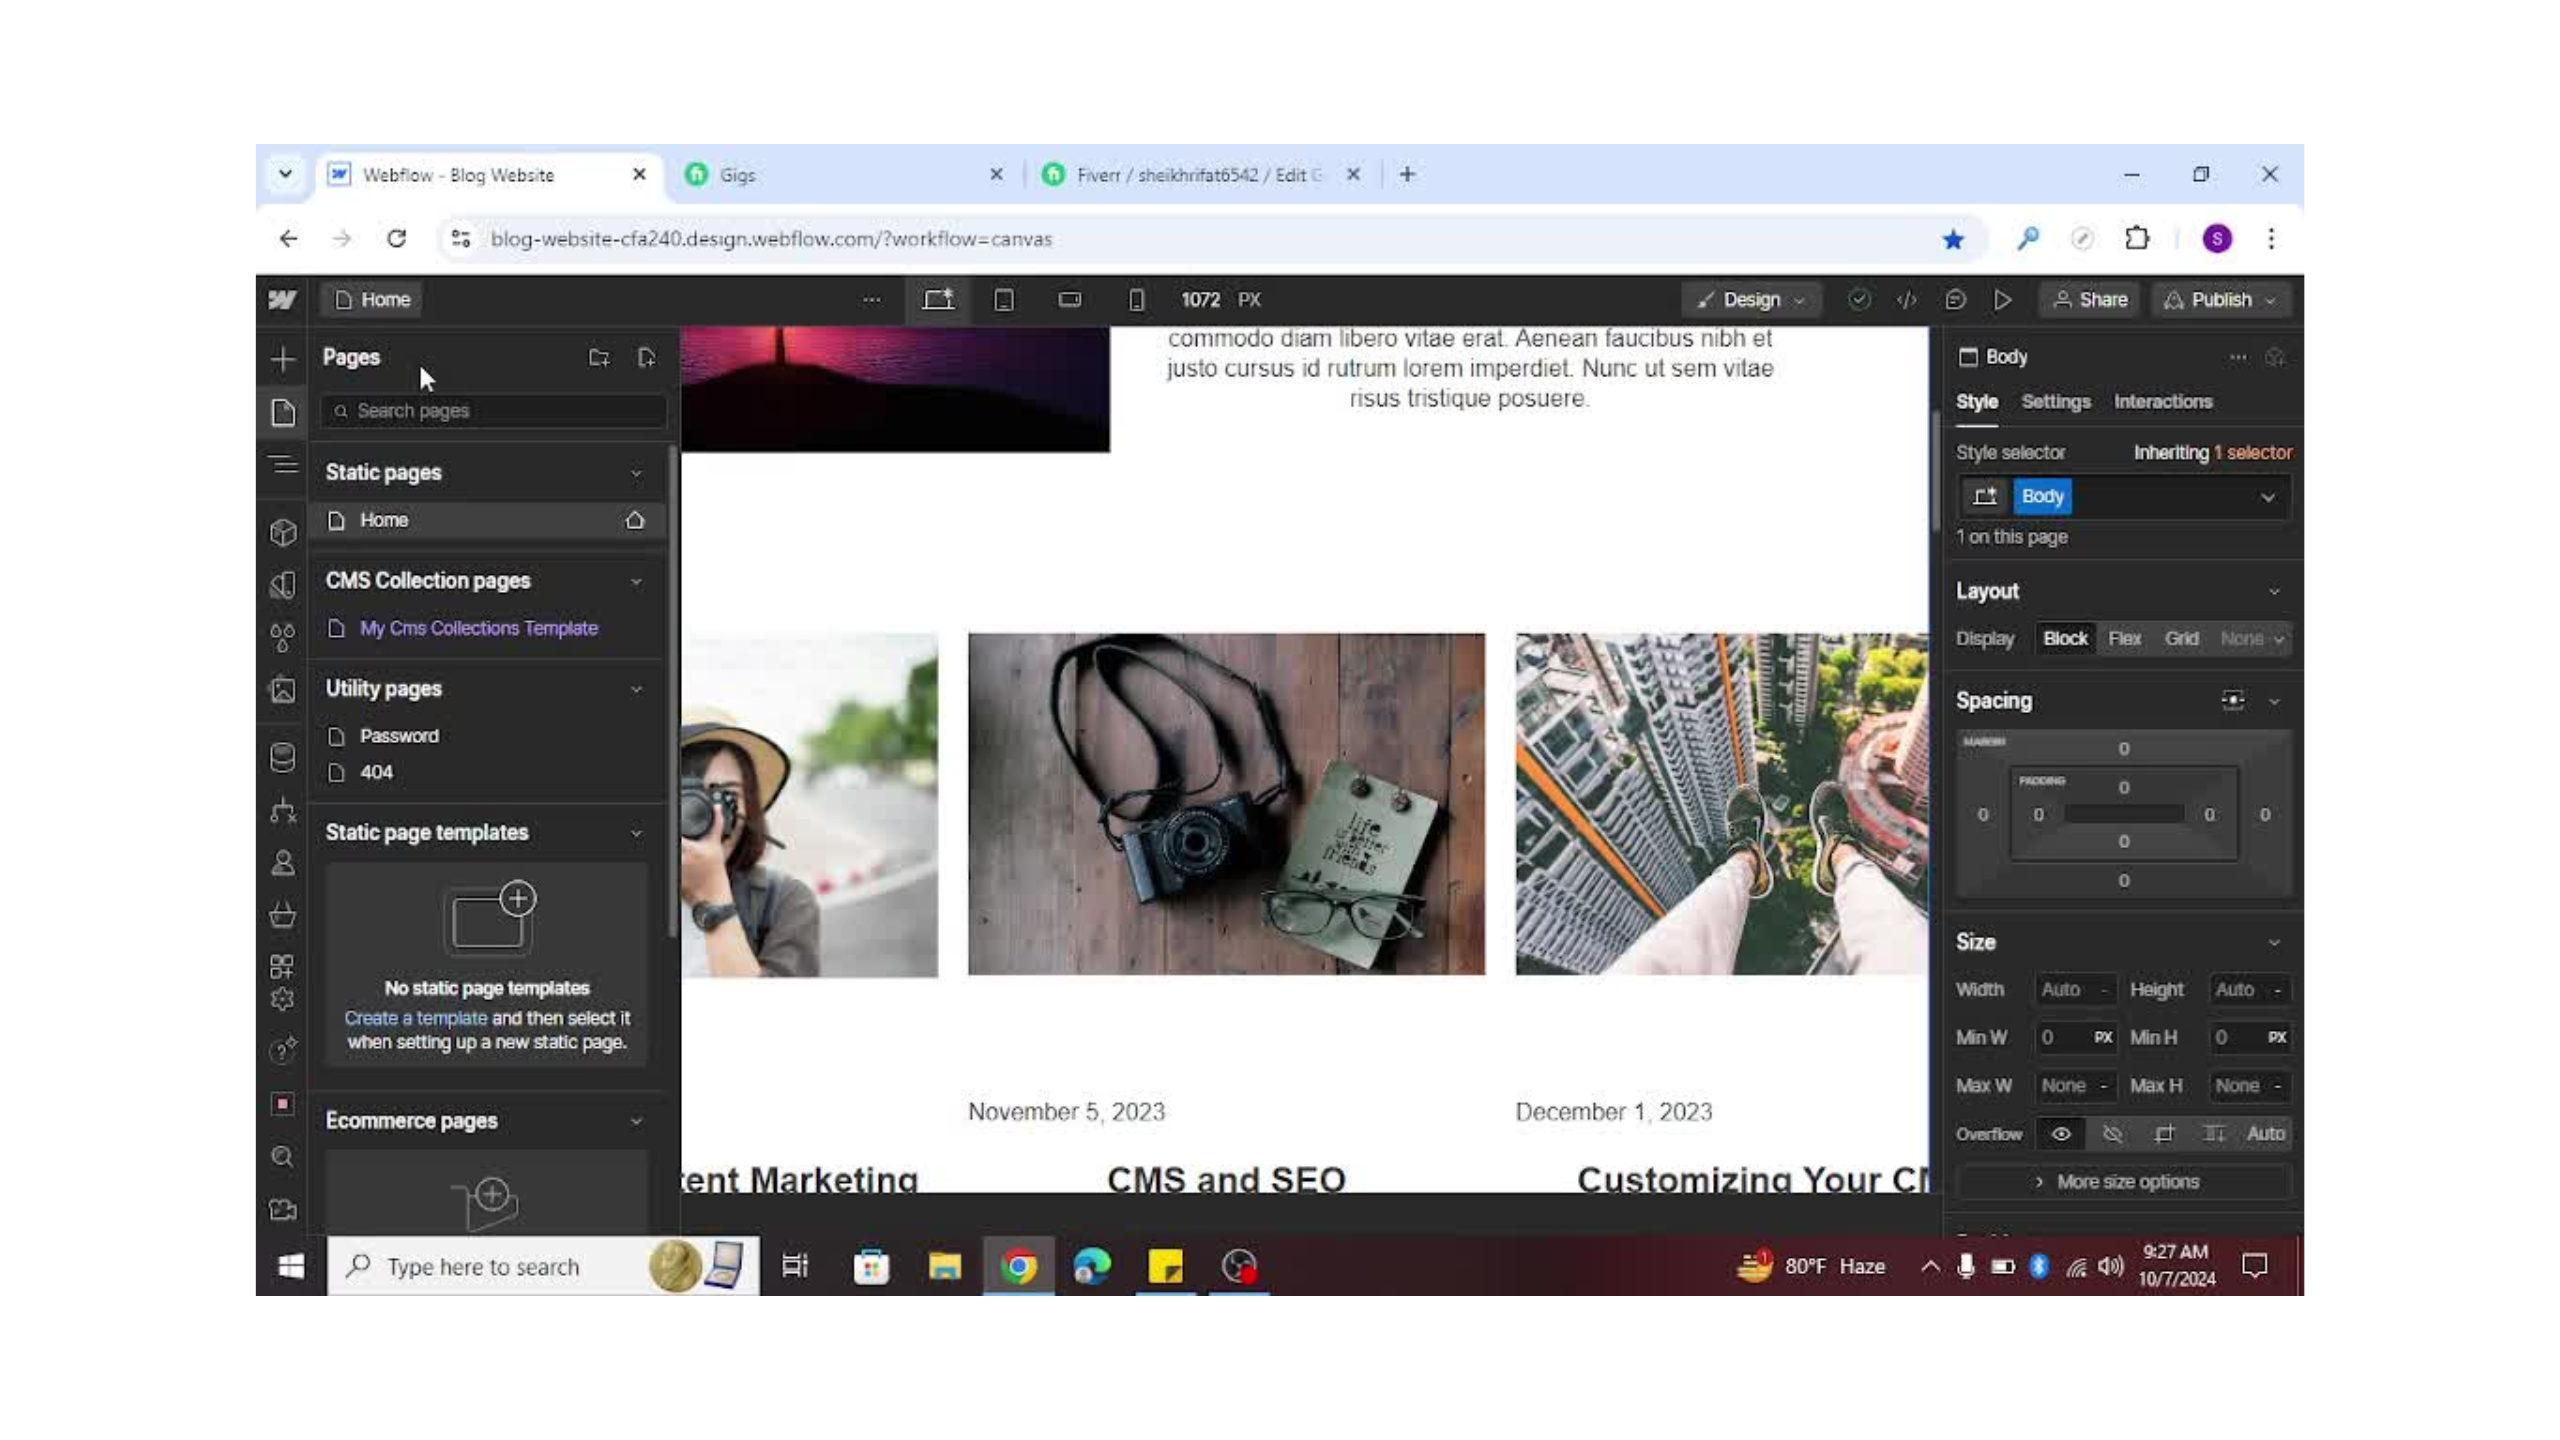 Webflow - Blog Website
Gigs
Fiverr / sheikhrifat6542 / Edit G
blog-website-cfa240.design.webflow.com/?workflow=canvas
S
Home
1072 PX
Design
Share
Publish
Pages
Search pages
Static pages
Home
CMS Collection pages
My Cms Collections Template
Utility pages
Password
404
Static page templates
No static page templates
Create a template and then select it
when setting up a new static page.
Ecommerce pages
commodo diam libero vitae erat. Aenean faucibus nibh et
justo cursus id rutrum lorem imperdiet. Nunc ut sem vitae
risus tristique posuere.
life
friends
November 5, 2023
December 1, 2023
tent Marketing
CMS and SEO
Customizing Your CM
Body
Style Settings Interactions
Style selector Inheriting 1 selector
Body
1 on this page
Layout
Display Block Flex Grid None
Spacing
MARGIN
0
PADDING
0
0 0 0 0
0
0
Size
Width Auto - Height Auto -
Min W 0 PX Min H 0 PX
Max W None - Max H None -
Overflow Auto
More size options
Type here to search
1
80°F Haze
9:27 AM
10/7/2024